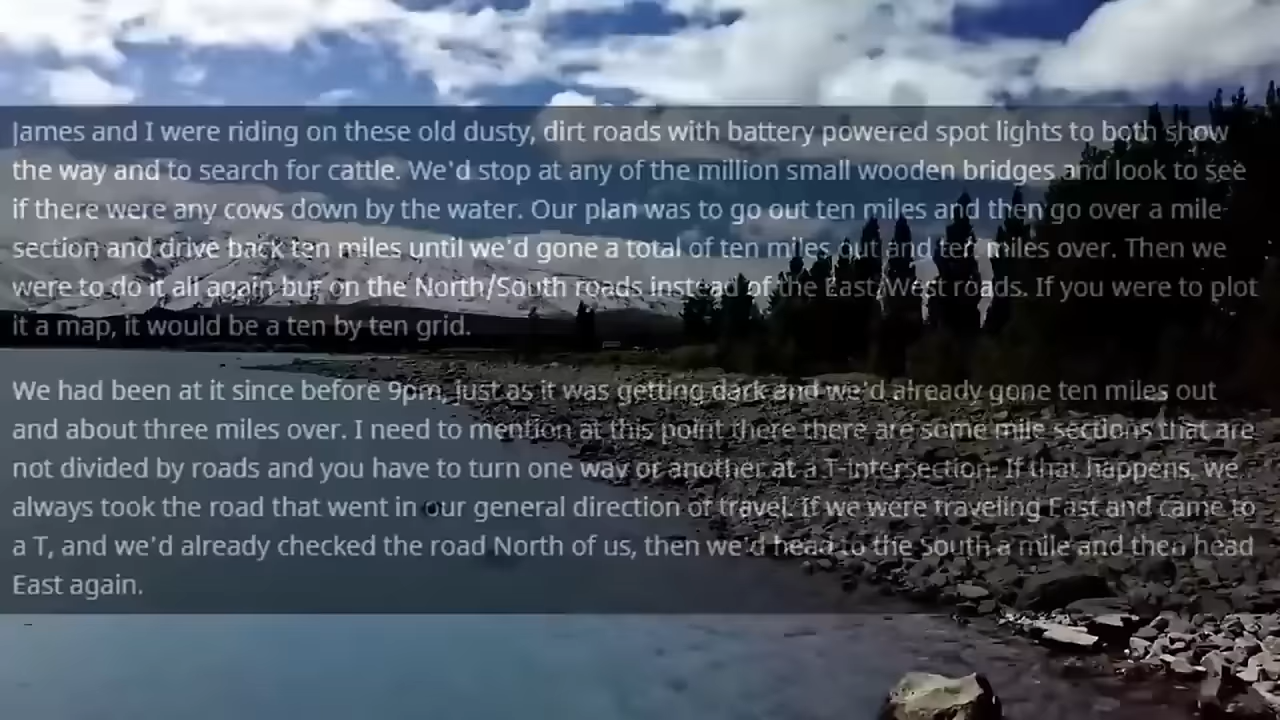 James and I were riding on these old dusty, dirt roads with battery powered spot lights to both show
the way and to search for cattle. We'd stop at any of the million small wooden bridges and look to see
if there were any cows down by the water. Our plan was to go out ten miles and then go over a mile
section and drive back ten miles until we'd gone a total of ten miles out and ten miles over. Then we
were to do it all again but on the North/South roads instead of the East/West roads. If you were to plot
it a map, it would be a ten by ten grid.
We had been at it since before 9pm, just as it was getting dark and we'd already gone ten miles out
and about three miles over. I need to mention at this point there there are some mile sections that are
not divided by roads and you have to turn one way or another at a T-intersection. If that happens, we
always took the road that went in our general direction of travel. If we were traveling East and came to
a T, and we'd already checked the road North of us, then we'd head to the South a mile and then head
East again.